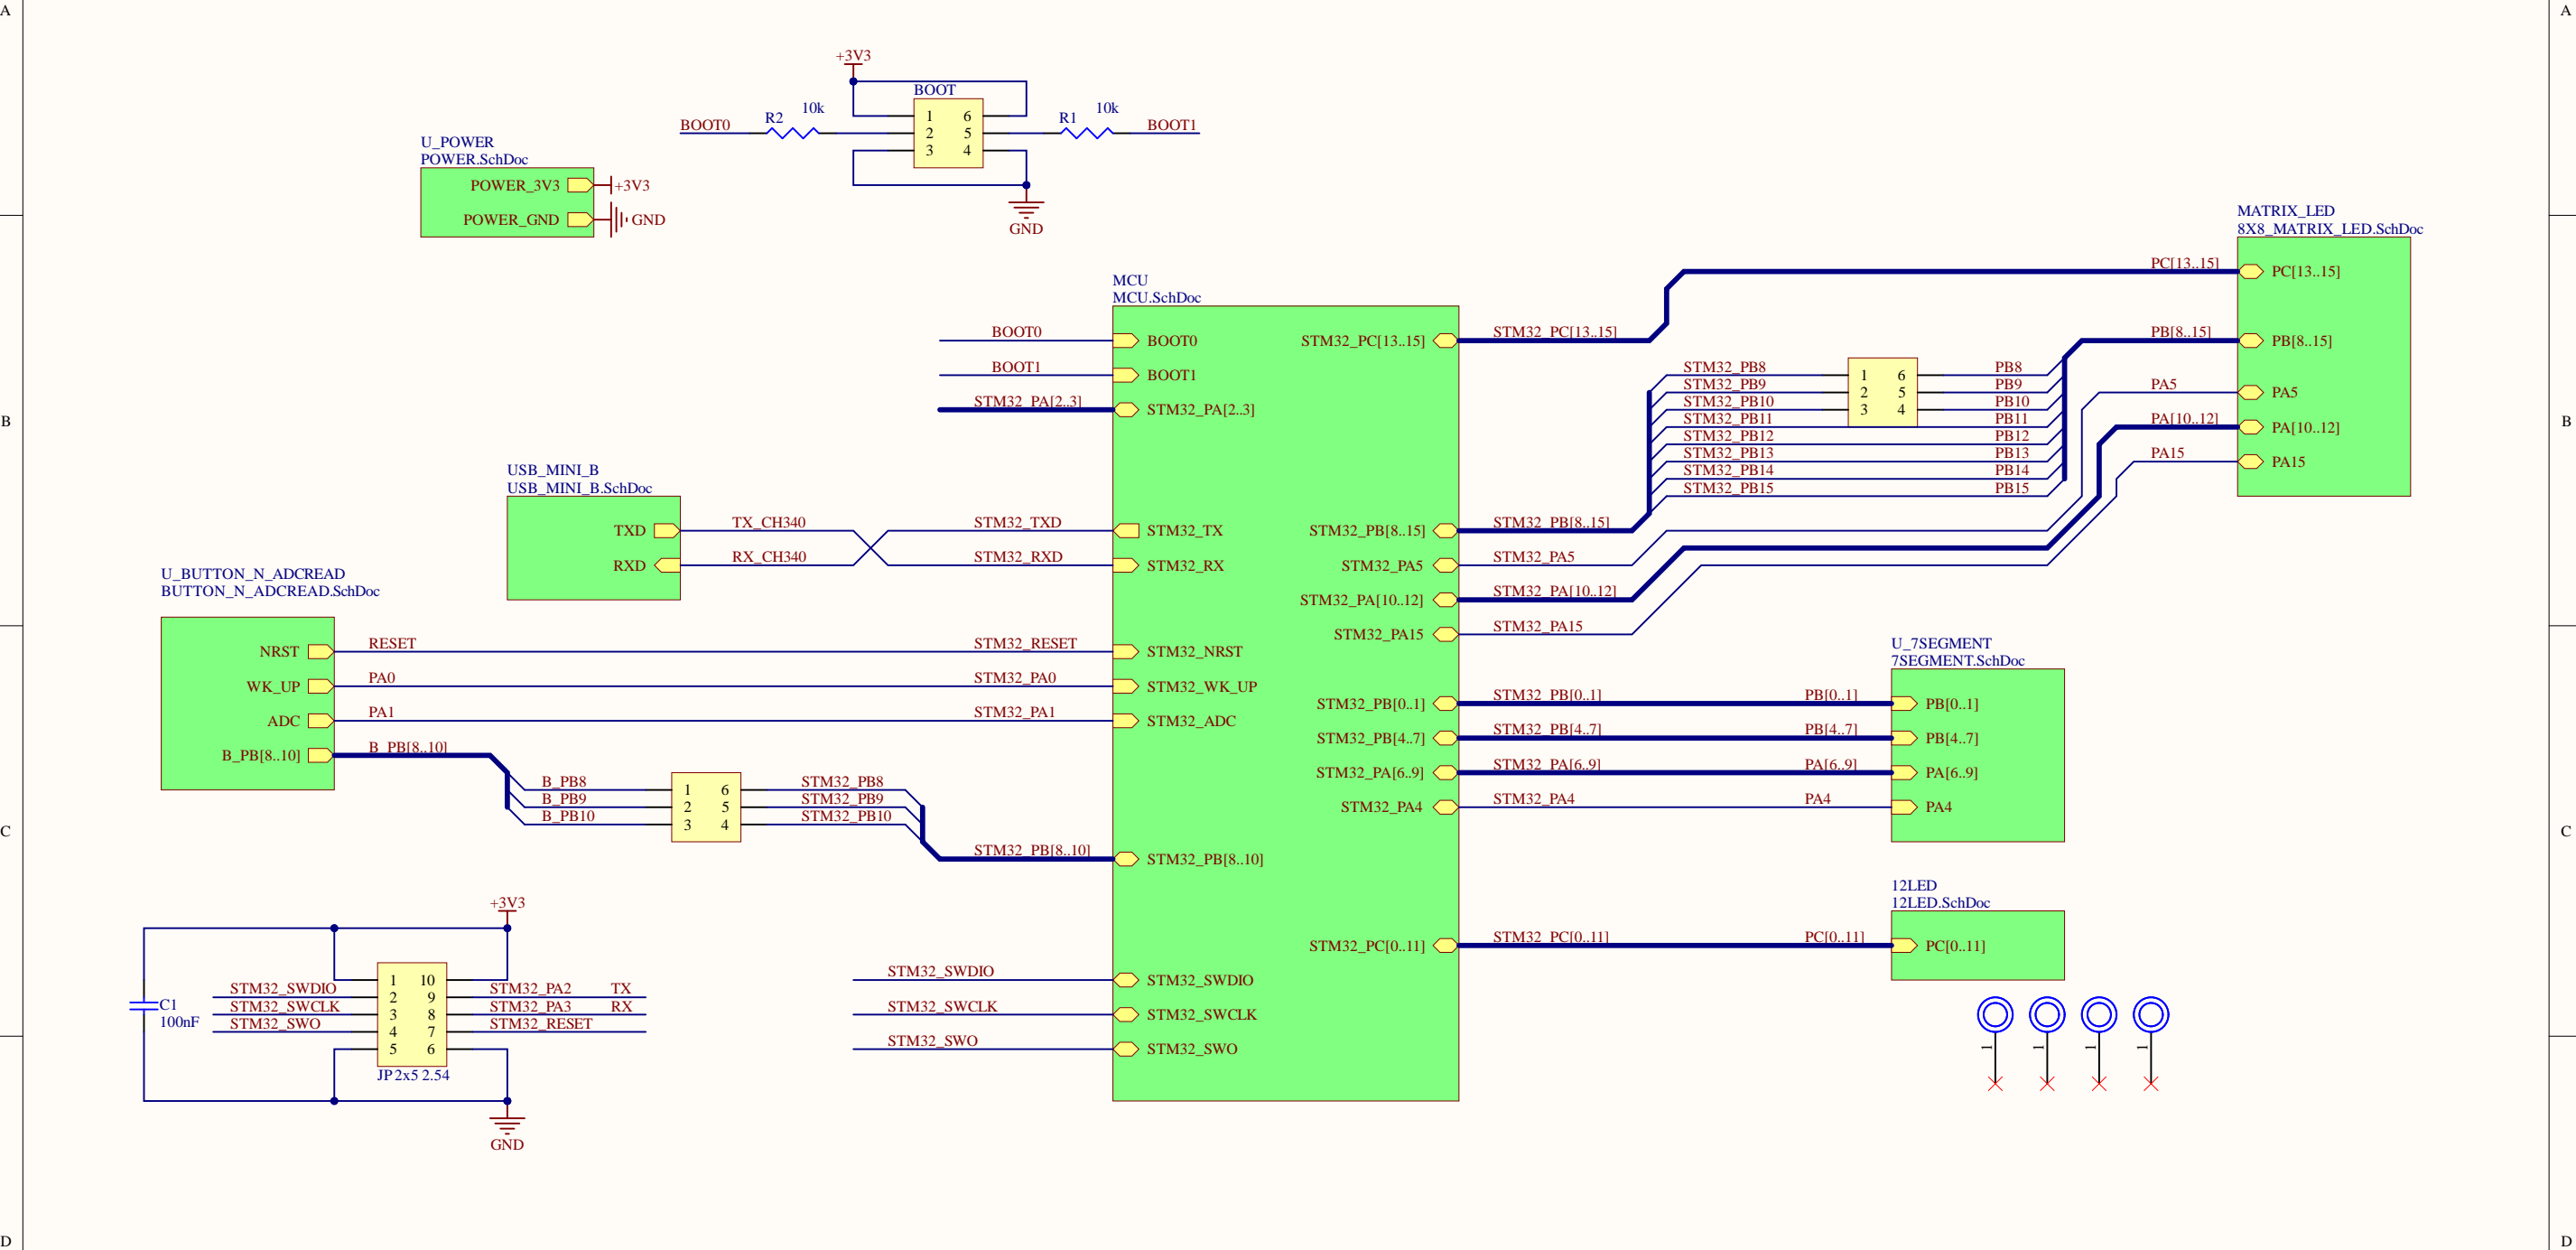 A
A
+3V3
BOOT
BOOT0
R2
10k
1 6
2 5
3 4
R1
10k
BOOT1
GND
U_POWER
POWER.SchDoc
POWER_3V3
+3V3
POWER_GND
GND
MATRIX_LED
8X8_MATRIX_LED.SchDoc
PC[13..15]
PC[13..15]
PB[8..15]
PB[8..15]
PA5
PA5
PA[10..12]
PA[10..12]
PA15
PA15
MCU
MCU.SchDoc
BOOT0
BOOT0
BOOT1
BOOT1
STM32_PA[2..3]
STM32_PA[2..3]
STM32_PC[13..15]
STM32_PC[13..15]
STM32_PB8
STM32_PB9
STM32_PB10
STM32_PB11
STM32_PB12
STM32_PB13
STM32_PB14
STM32_PB15
1 6
2 5
3 4
PB8
PB9
PB10
PB11
PB12
PB13
PB14
PB15
B
B
USB_MINI_B
USB_MINI_B.SchDoc
TXD
TX_CH340
STM32_TXD
STM32_TX
RXD
RX_CH340
STM32_RXD
STM32_RX
STM32_PB[8..15]
STM32_PB[8..15]
STM32_PA5
STM32_PA5
STM32_PA[10..12]
STM32_PA[10..12]
STM32_PA15
STM32_PA15
U_BUTTON_N_ADCREAD
BUTTON_N_ADCREAD.SchDoc
NRST
RESET
STM32_RESET
STM32_NRST
WK_UP
PA0
STM32_PA0
STM32_WK_UP
ADC
PA1
STM32_PA1
STM32_ADC
B_PB[8..10]
B_PB[8..10]
B_PB8
B_PB9
B_PB10
1 6
2 5
3 4
STM32_PB8
STM32_PB9
STM32_PB10
STM32_PB[8..10]
STM32_PB[8..10]
U_7SEGMENT
7SEGMENT.SchDoc
STM32_PB[0..1]
STM32_PB[0..1]
PB[0..1]
PB[0..1]
STM32_PB[4..7]
STM32_PB[4..7]
PB[4..7]
PB[4..7]
STM32_PA[6..9]
STM32_PA[6..9]
PA[6..9]
PA[6..9]
STM32_PA4
STM32_PA4
PA4
PA4
C
C
12LED
12LED.SchDoc
STM32_PC[0..11]
STM32_PC[0..11]
PC[0..11]
PC[0..11]
+3V3
C1
100nF
STM32_SWDIO
STM32_SWCLK
STM32_SWO
1 10
2 9
3 8
4 7
5 6
STM32_PA2 TX
STM32_PA3 RX
STM32_RESET
JP 2x5 2.54
GND
STM32_SWDIO
STM32_SWDIO
STM32_SWCLK
STM32_SWCLK
STM32_SWO
STM32_SWO
1
1
1
1
D
D